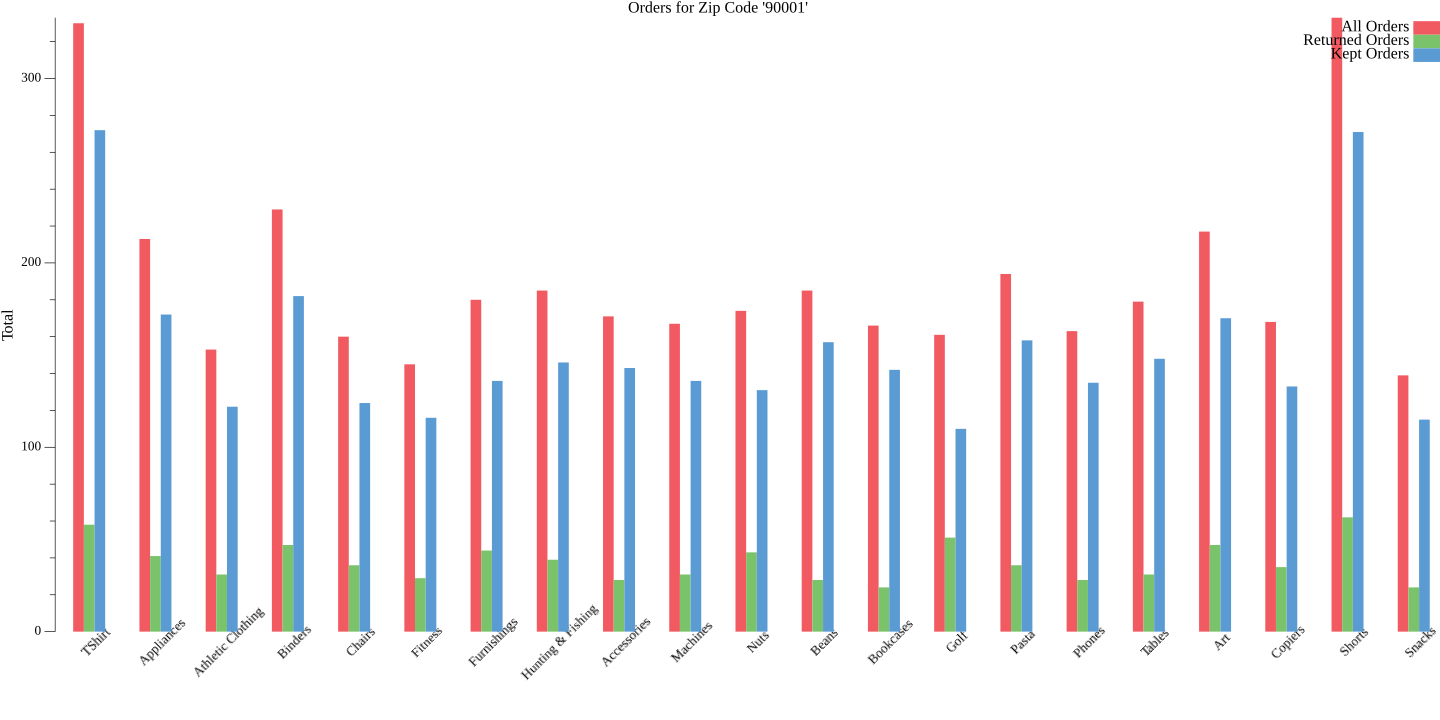 Orders for Zip Code '90001'
All Orders
Returned Orders
Kept Orders
Total
300
200
100
0
TShirt
Appliances
Athletic Clothing
Binders
Chairs
Fitness
Furnishings
Hunting & Fishing
Accessories
Machines
Nuts
Beans
Bookcases
Golf
Pasta
Phones
Tables
Art
Copiers
Shorts
Snacks